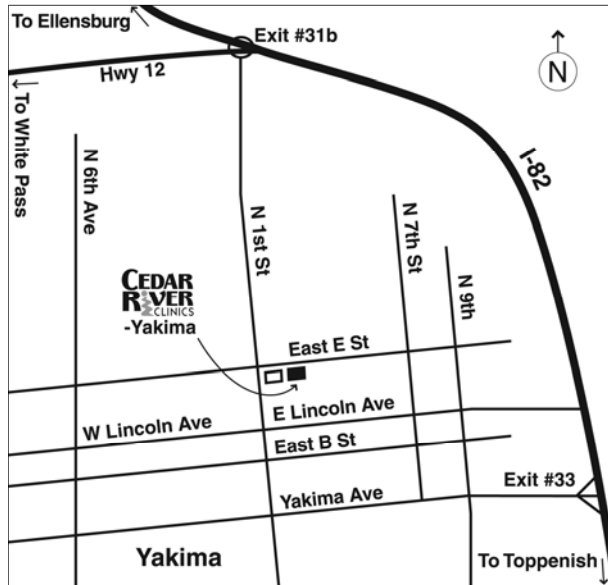 To Ellensburg
Exit #31b
Hwy 12
N
To White Pass
I-82
N 6th Ave
N 1st St
N 7th St
N 9th
CEDAR
RIVER
CLINICS
-Yakima
East E St
E Lincoln Ave
W Lincoln Ave
East B St
Exit #33
Yakima Ave
Yakima
To Toppenish